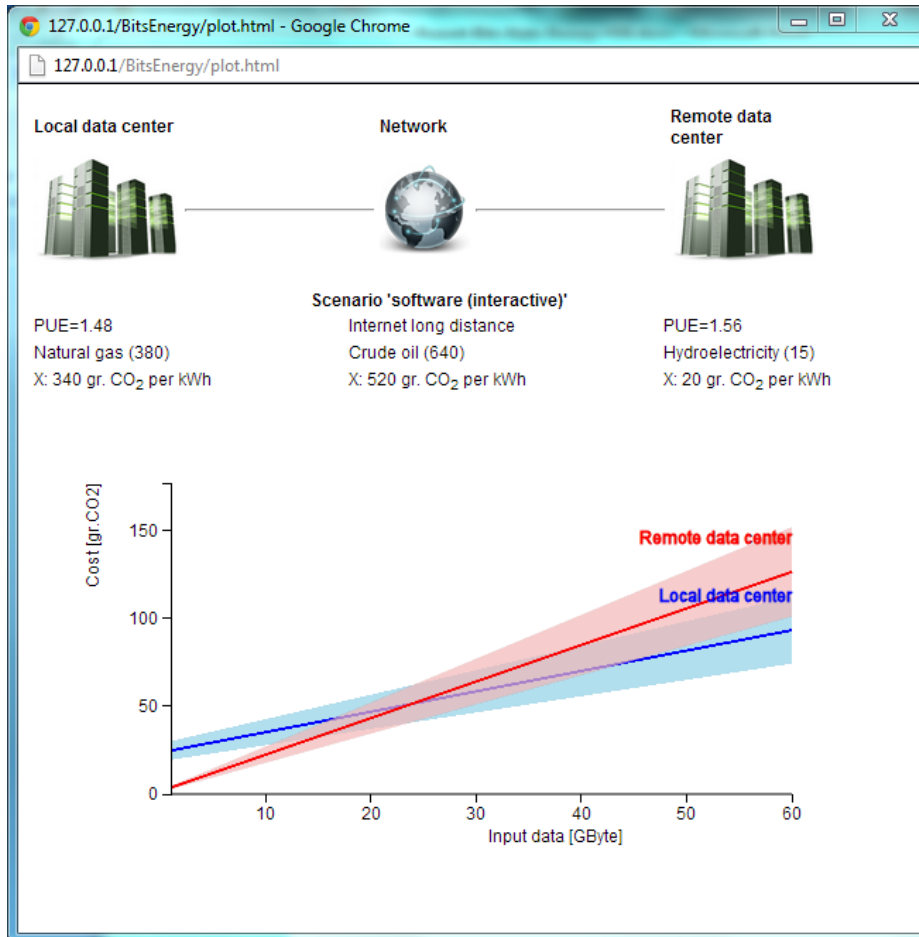 127.0.0.1/BitsEnergy/plot.html - Google Chrome
127.0.0.1/BitsEnergy/plot.html
Local data center
Network
Remote data
center
Scenario 'software (interactive)'
PUE=1.48
Internet long distance
PUE=1.56
Natural gas (380)
Crude oil (640)
Hydroelectricity (15)
X: 340 gr. CO2 per kWh
X: 520 gr. CO2 per kWh
X: 20 gr. CO2 per kWh
Cost [gr.CO2]
150
100
50
0
Remote data center
Local data center
10 20 30 40 50 60
Input data [GByte]